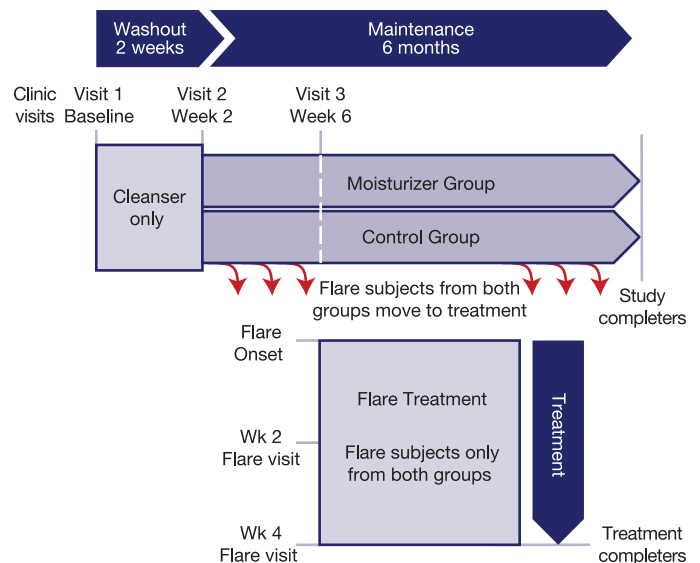 Washout
2 weeks
Maintenance
6 months
Clinic
visits
Visit 1
Baseline
Visit 2
Week 2
Visit 3
Week 6
Cleanser
only
Moisturizer Group
Control Group
Flare subjects from both
groups move to treatment
Study
completers
Flare
Onset
Flare Treatment
Flare subjects only
from both groups
Treatment
Wk 2
Flare visit
Wk 4
Flare visit
Treatment
completers